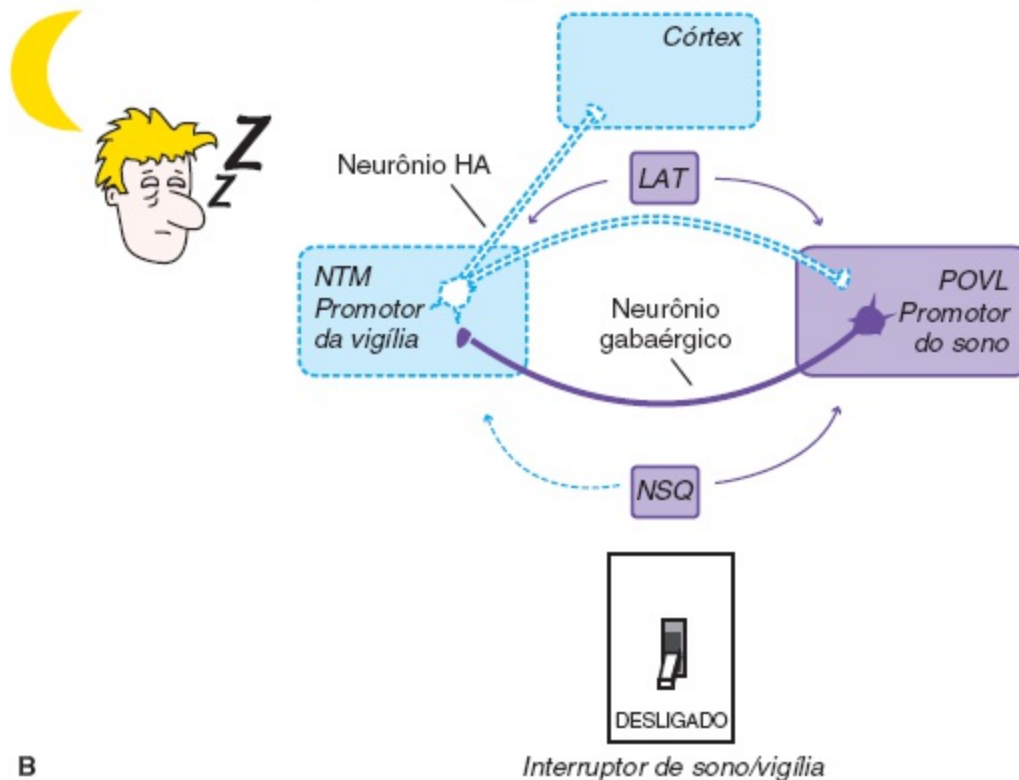 Z
Z
Córtex
Neurônio HA
LAT
NTM
Promotor
da vigília
POVL
Promotor
do sono
Neurônio
gabaérgico
NSQ
DESLIGADO
B
Interruptor de sono/vigília